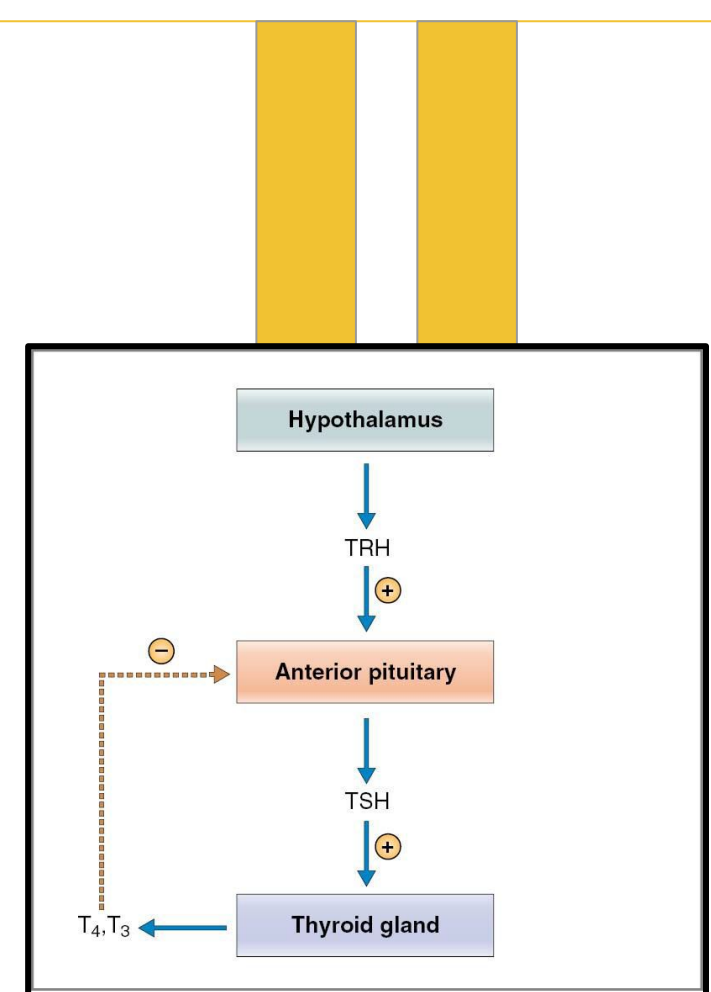 Hypothalamus
TRH
+
−
Anterior pituitary
TSH
+
T₄,T₃
Thyroid gland